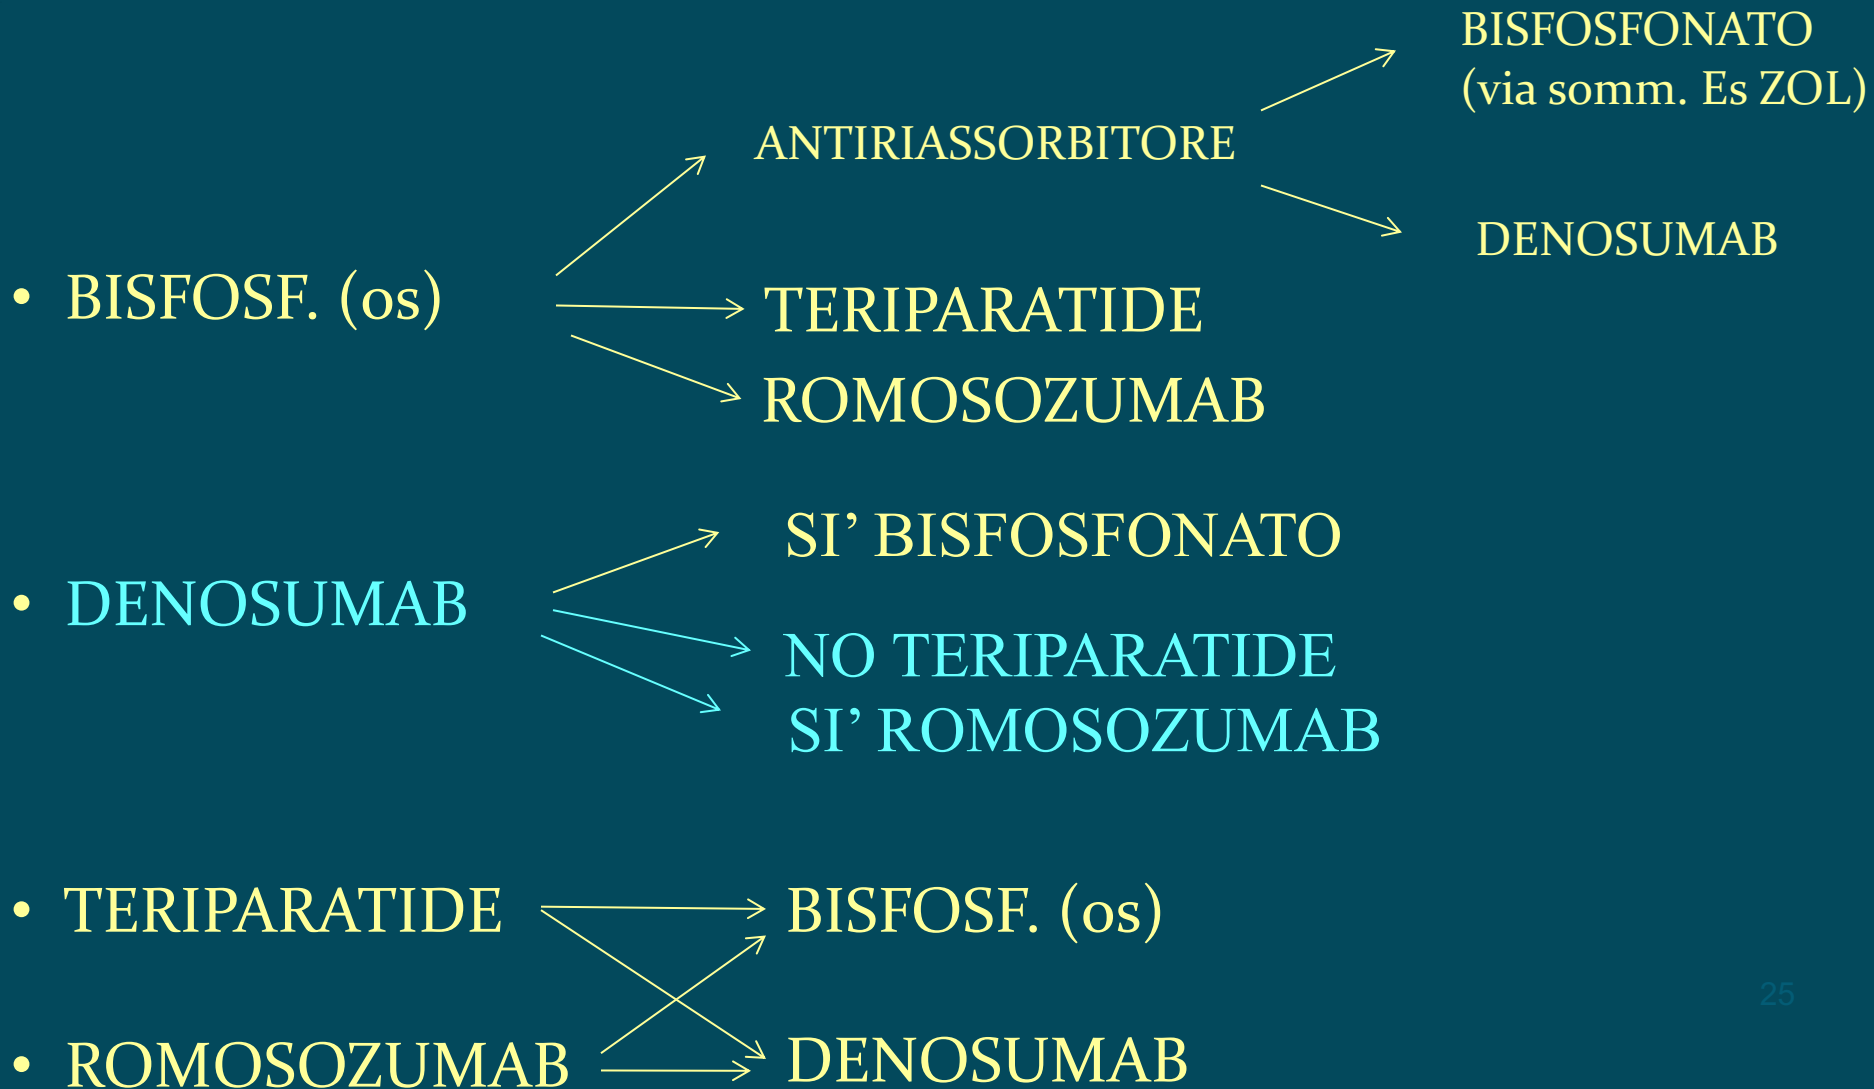 BISFOSFONATO
(via somm. Es ZOL)
ANTIRIASSORBITORE
DENOSUMAB
• BISFOSF. (os)
TERIPARATIDE
ROMOSOZUMAB
SI’ BISFOSFONATO
• DENOSUMAB
NO TERIPARATIDE
SI’ ROMOSOZUMAB
• TERIPARATIDE
BISFOSF. (os)
25
• ROMOSOZUMAB
DENOSUMAB